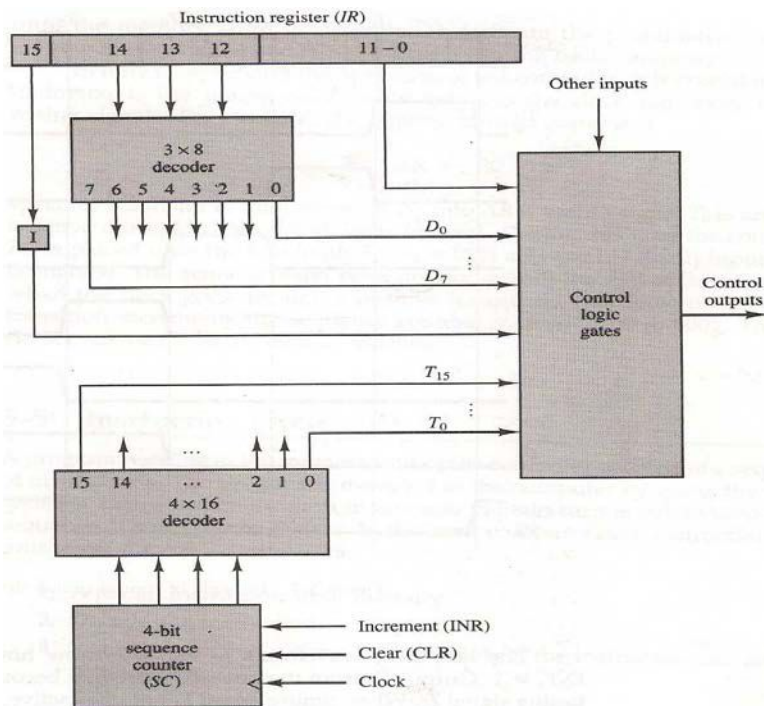 Instruction register (IR)
15 14 13 12 11 – 0
Other inputs
3 × 8
decoder
7 6 5 4 3 2 1 0
I
D0
D7
Control
logic
gates
Control
outputs
T15
T0
15 14 ... 2 1 0
4 × 16
decoder
4-bit
sequence
counter
(SC)
Increment (INR)
Clear (CLR)
Clock